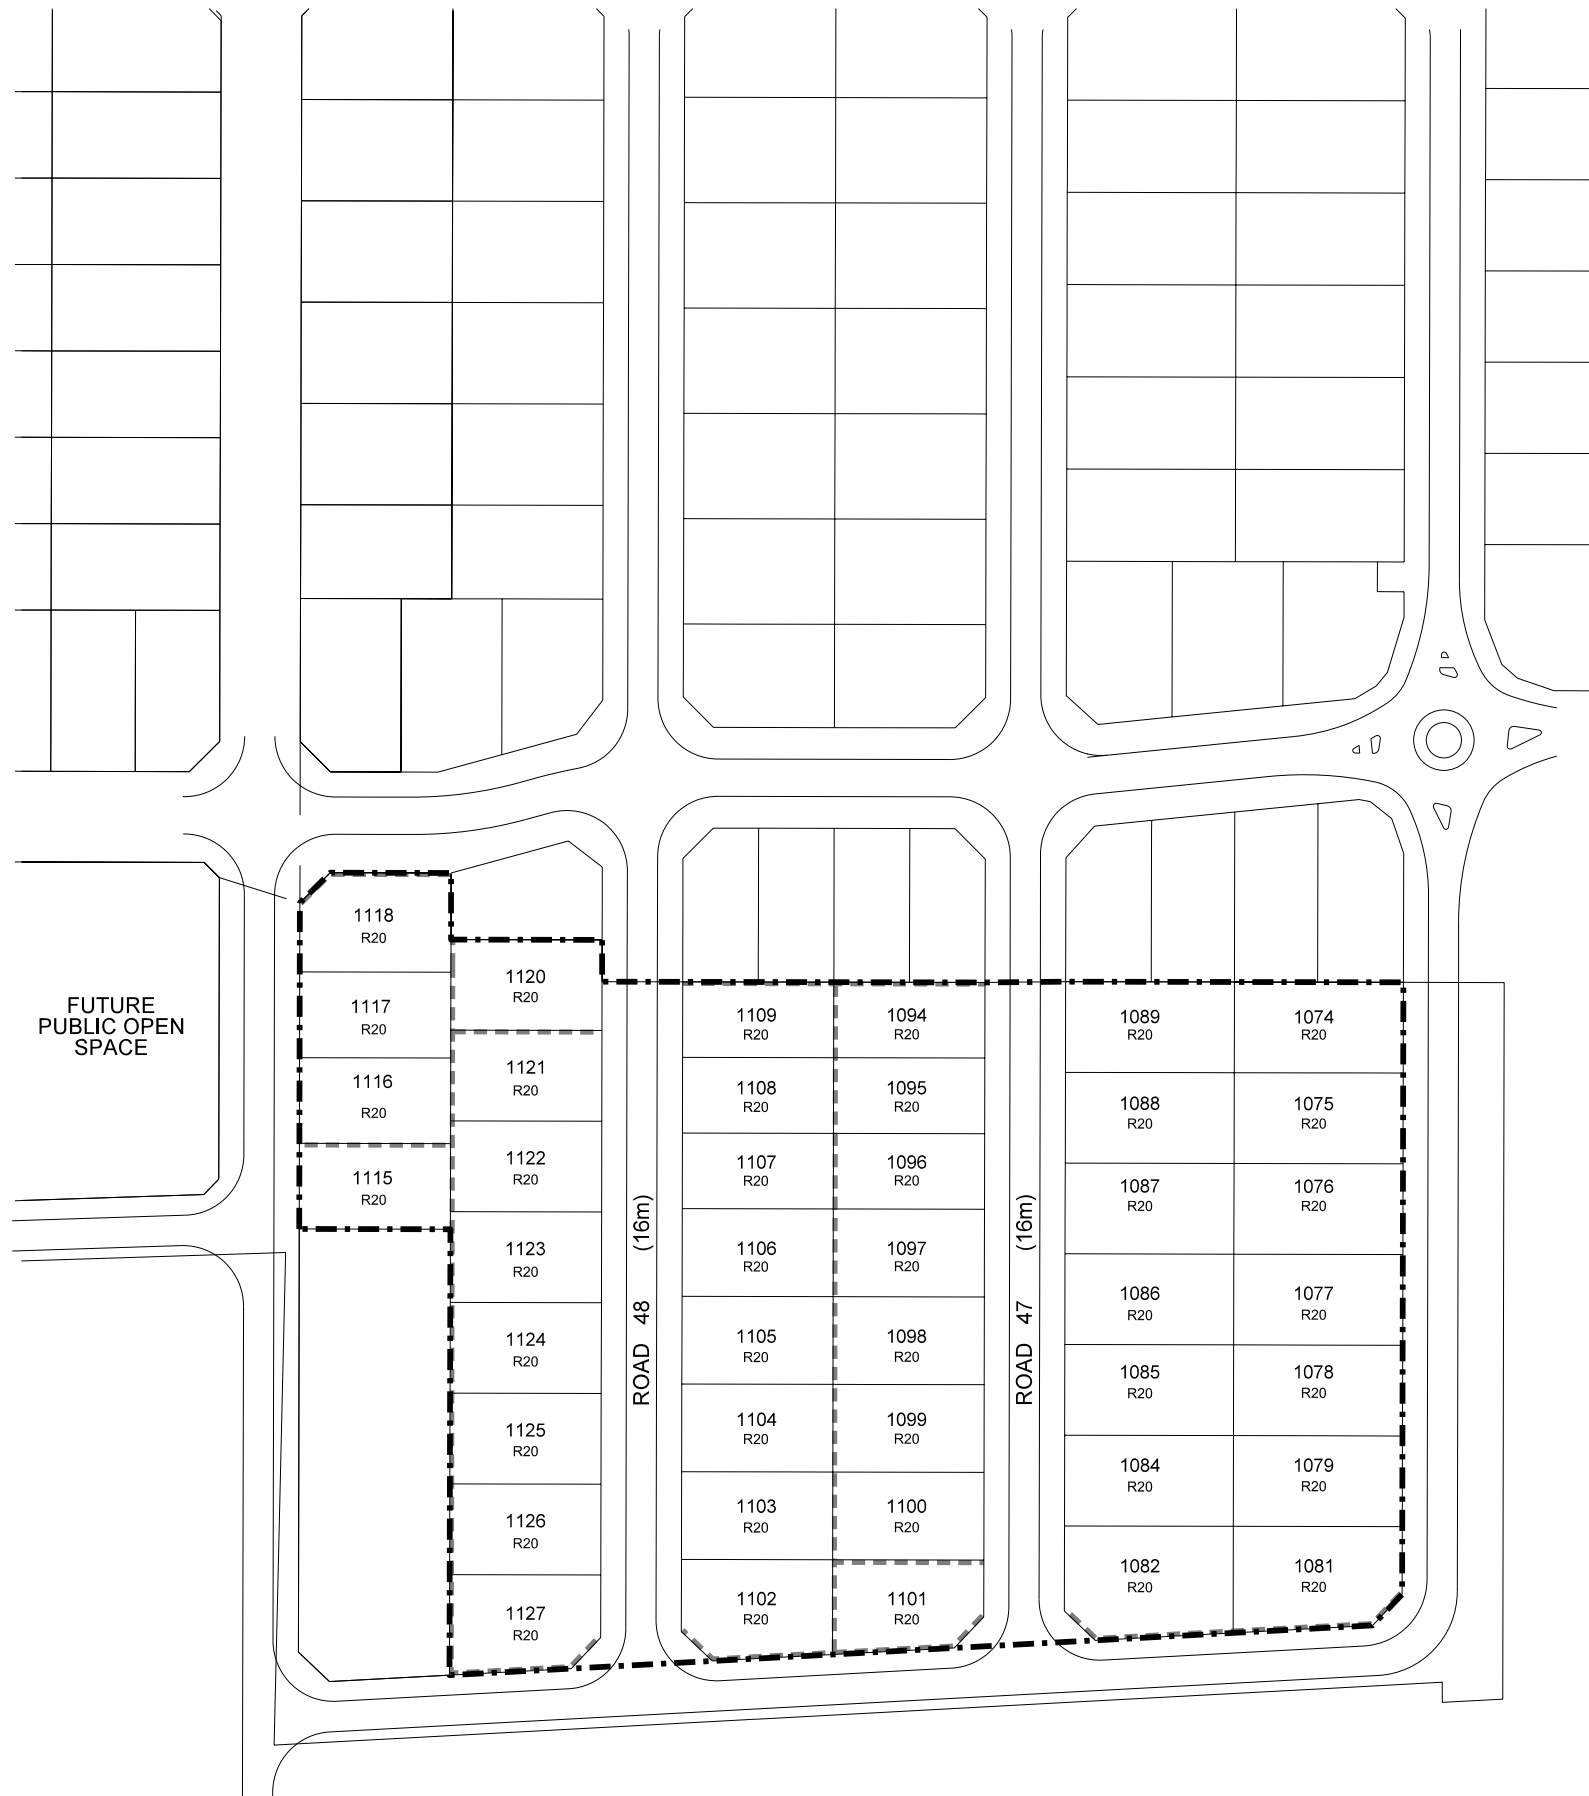 1118
R20
1117
R20
1116
R20
1115
R20
FUTURE
PUBLIC OPEN
SPACE
1120
R20
1121
R20
1122
R20
1123
R20
1124
R20
1125
R20
1126
R20
1127
R20
ROAD 48 (16m)
1109
R20
1108
R20
1107
R20
1106
R20
1105
R20
1104
R20
1103
R20
1102
R20
1094
R20
1095
R20
1096
R20
1097
R20
1098
R20
1099
R20
1100
R20
1101
R20
ROAD 47 (16m)
1089
R20
1088
R20
1087
R20
1086
R20
1085
R20
1084
R20
1082
R20
1074
R20
1075
R20
1076
R20
1077
R20
1078
R20
1079
R20
1081
R20